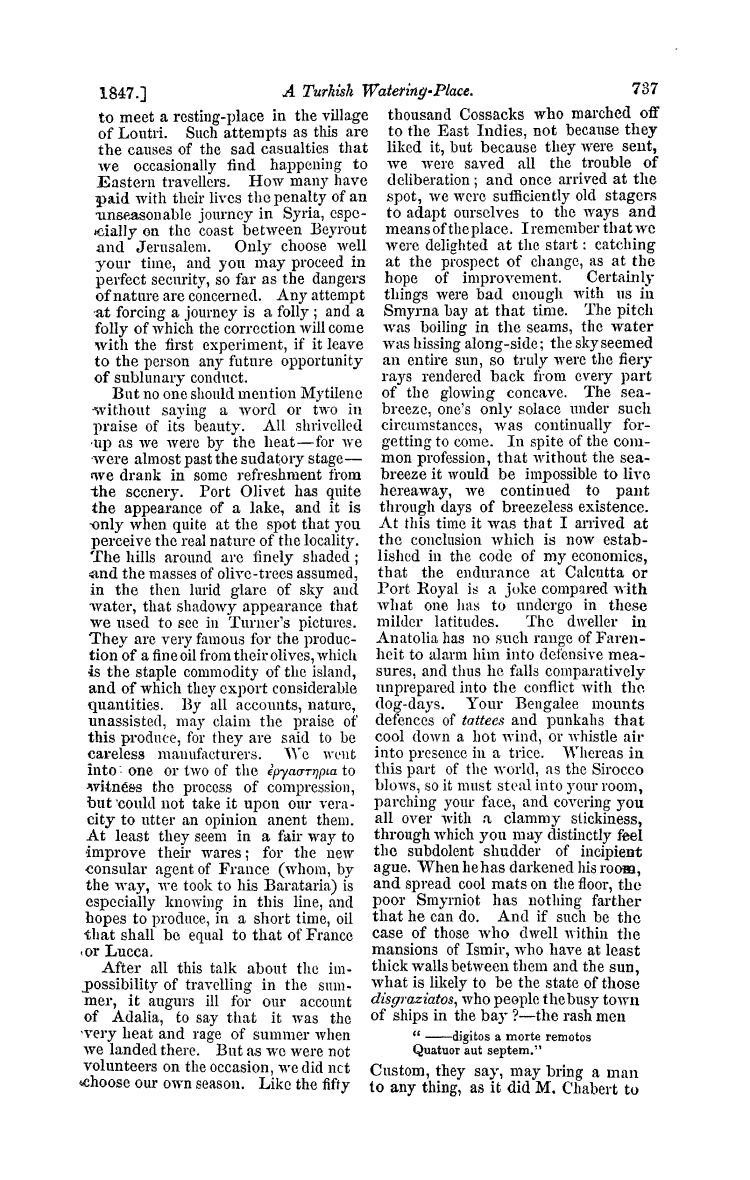 1847.] A Turkish Watering-Place. 737
to meet a resting-place in the village
of Loutri. Such attempts as this are
the causes of the sad casualties that
we occasionally find happening to
Eastern travellers. How many have
paid with their lives the penalty of an
unseasonable journey in Syria, espe-
cially on the coast between Beyrout
and Jerusalem. Only choose well
your time, and you may proceed in
perfect security, so far as the dangers
of nature are concerned. Any attempt
at forcing a journey is a folly; and a
folly of which the correction will come
with the first experiment, if it leave
to the person any future opportunity
of sublunary conduct.
But no one should mention Mytilene
without saying a word or two in
praise of its beauty. All shrivelled
up as we were by the heat—for we
were almost past the sudatory stage—
we drank in some refreshment from
the scenery. Port Olivet has quite
the appearance of a lake, and it is
only when quite at the spot that you
perceive the real nature of the locality.
The hills around are finely shaded;
and the masses of olive-trees assumed,
in the then lurid glare of sky and
water, that shadowy appearance that
we used to see in Turner's pictures.
They are very famous for the produc-
tion of a fine oil from their olives, which
is the staple commodity of the island,
and of which they export considerable
quantities. By all accounts, nature,
unassisted, may claim the praise of
this produce, for they are said to be
careless manufacturers. We went
into one or two of the ἐργαστηρια to
witness the process of compression,
but could not take it upon our vera-
city to utter an opinion anent them.
At least they seem in a fair way to
improve their wares; for the new
consular agent of France (whom, by
the way, we took to his Barataria) is
especially knowing in this line, and
hopes to produce, in a short time, oil
that shall be equal to that of France
or Lucca.
After all this talk about the im-
possibility of travelling in the sum-
mer, it augurs ill for our account
of Adalia, to say that it was the
very heat and rage of summer when
we landed there. But as we were not
volunteers on the occasion, we did not
choose our own season. Like the fifty
thousand Cossacks who marched off
to the East Indies, not because they
liked it, but because they were sent,
we were saved all the trouble of
deliberation; and once arrived at the
spot, we were sufficiently old stagers
to adapt ourselves to the ways and
means of the place. I remember that we
were delighted at the start: catching
at the prospect of change, as at the
hope of improvement. Certainly
things were bad enough with us in
Smyrna bay at that time. The pitch
was boiling in the seams, the water
was hissing along-side; the sky seemed
an entire sun, so truly were the fiery
rays rendered back from every part
of the glowing concave. The sea-
breeze, one's only solace under such
circumstances, was continually for-
getting to come. In spite of the com-
mon profession, that without the sea-
breeze it would be impossible to live
hereaway, we continued to pant
through days of breezeless existence.
At this time it was that I arrived at
the conclusion which is now estab-
lished in the code of my economics,
that the endurance at Calcutta or
Port Royal is a joke compared with
what one has to undergo in these
milder latitudes. The dweller in
Anatolia has no such range of Faren-
heit to alarm him into defensive mea-
sures, and thus he falls comparatively
unprepared into the conflict with the
dog-days. Your Bengalee mounts
defences of tattees and punkahs that
cool down a hot wind, or whistle air
into presence in a trice. Whereas in
this part of the world, as the Sirocco
blows, so it must steal into your room,
parching your face, and covering you
all over with a clammy stickiness,
through which you may distinctly feel
the subdolent shudder of incipient
ague. When he has darkened his room,
and spread cool mats on the floor, the
poor Smyrniot has nothing farther
that he can do. And if such be the
case of those who dwell within the
mansions of Ismir, who have at least
thick walls between them and the sun,
what is likely to be the state of those
disgraziatos, who people the busy town
of ships in the bay?—the rash men
“ ——digitos a morte remotos
Quatuor aut septem.”
Custom, they say, may bring a man
to any thing, as it did M. Chabert to